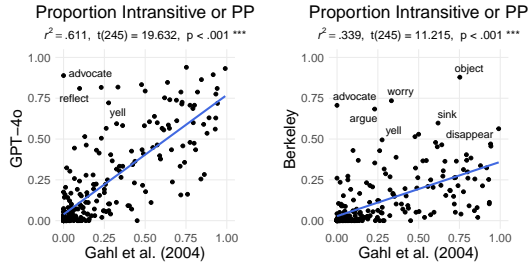 Proportion Intransitive or PP
r² = .611, t(245) = 19.632, p < .001 ***
1.00
0.75
0.50
0.25
0.00
GPT-4o
advocate
reflect
yell
0.00 0.25 0.50 0.75 1.00
Gahl et al. (2004)
Proportion Intransitive or PP
r² = .339, t(245) = 11.215, p < .001 ***
1.00
0.75
0.50
0.25
0.00
Berkeley
object
advocate
worry
argue
sink
yell
disappear
0.00 0.25 0.50 0.75 1.00
Gahl et al. (2004)